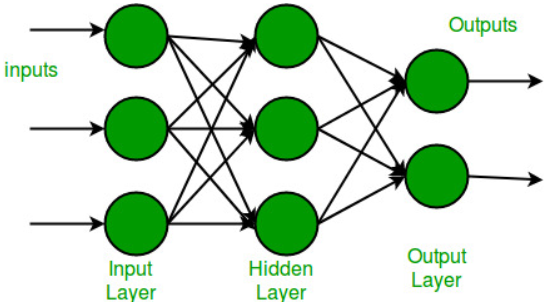 Outputs
inputs
Input
Layer
Hidden
Layer
Output
Layer